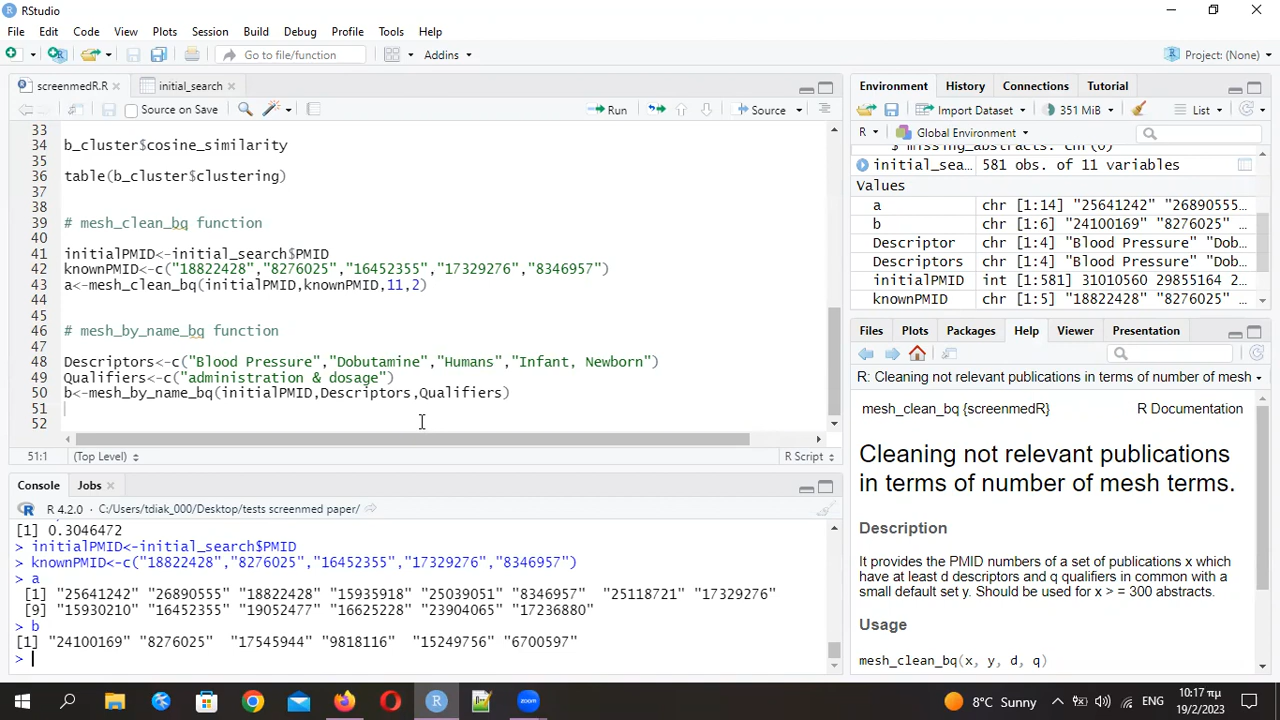 RStudio
File Edit Code View Plots Session Build Debug Profile Tools Help
Go to file/function Addins Project: (None)
screenmedR.R initial_search
Source on Save Run Source
33
34 b_cluster$cosine_similarity
35
36 table(b_cluster$clustering)
37
38
39 # mesh_clean_bq function
40
41 initialPMID<-initial_search$PMID
42 knownPMID<-c("18822428","8276025","16452355","17329276","8346957")
43 a<-mesh_clean_bq(initialPMID,knownPMID,11,2)
44
45
46 # mesh_by_name_bq function
47
48 Descriptors<-c("Blood Pressure","Dobutamine","Humans","Infant, Newborn")
49 Qualifiers<-c("administration & dosage")
50 b<-mesh_by_name_bq(initialPMID,Descriptors,Qualifiers)
51
52
51:1 (Top Level) R Script
Console Jobs
R 4.2.0 · C:/Users/tdiak_000/Desktop/tests screenmed paper/
[1] 0.3046472
> initialPMID<-initial_search$PMID
> knownPMID<-c("18822428","8276025","16452355","17329276","8346957")
> a
[1] "25641242" "26890555" "18822428" "15935918" "25039051" "8346957" "25118721" "17329276"
[9] "15930210" "16452355" "19052477" "16625228" "23904065" "17236880"
> b
[1] "24100169" "8276025" "17545944" "9818116" "15249756" "6700597"
>
Environment History Connections Tutorial
Import Dataset 351 MiB List
R Global Environment
$ missing_abstracts: chr(0)
initial_sea… 581 obs. of 11 variables
Values
a chr [1:14] "25641242" "26890555"…
b chr [1:6] "24100169" "8276025"…
Descriptor chr [1:4] "Blood Pressure" "Dob…
Descriptors chr [1:4] "Blood Pressure" "Dob…
initialPMID int [1:581] 31010560 29855164 2…
knownPMID chr [1:5] "18822428" "8276025"…
Files Plots Packages Help Viewer Presentation
R: Cleaning not relevant publications in terms of number of mesh
mesh_clean_bq {screenmedR} R Documentation
Cleaning not relevant publications
in terms of number of mesh terms.
Description
It provides the PMID numbers of a set of publications x which
have at least d descriptors and q qualifiers in common with a
small default set y. Should be used for x > = 300 abstracts.
Usage
mesh_clean_bq(x, y, d, q)
zoom
8°C Sunny ENG 10:17 πμ
19/2/2023